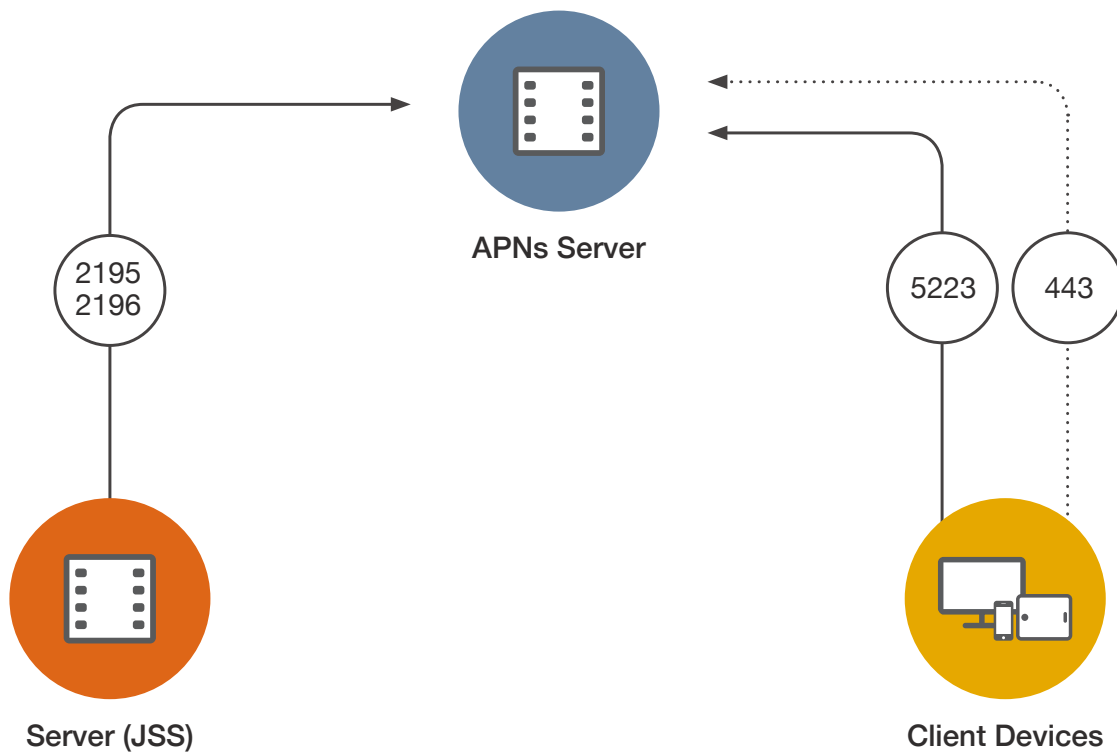 APNs Server
2195
2196
5223
443
Server (JSS)
Client Devices